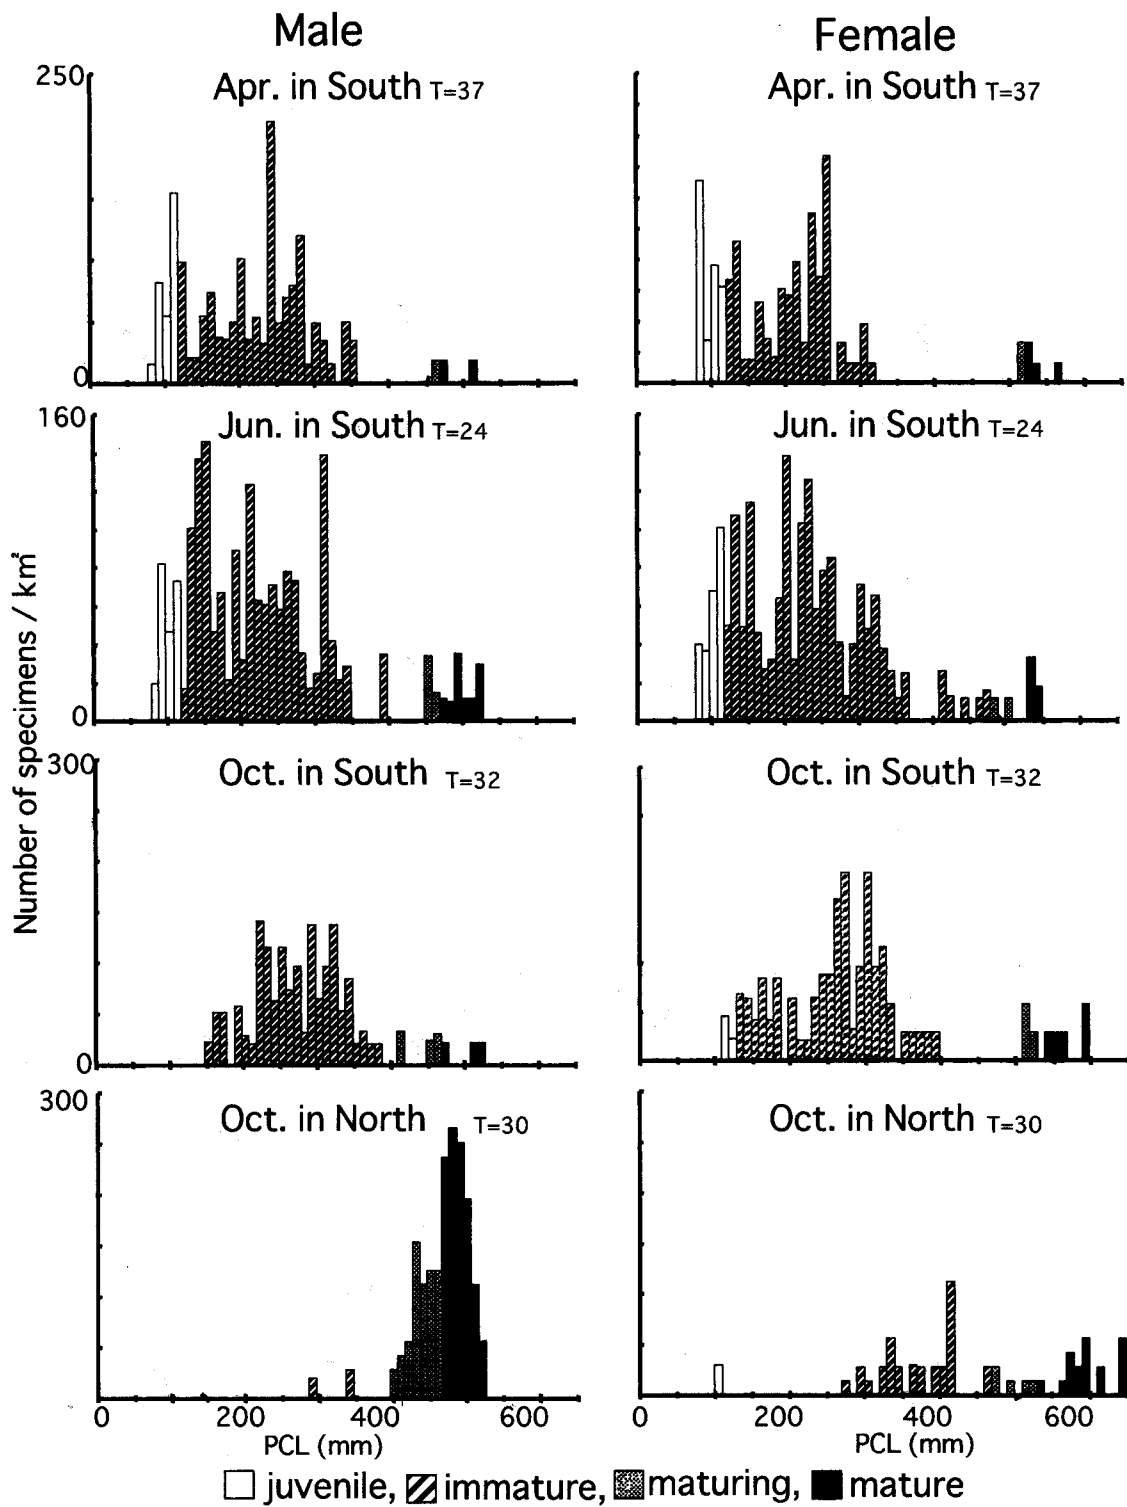 Male
Female
250
Apr. in South T=37
Apr. in South T=37
0
160
Jun. in South T=24
Jun. in South T=24
0
Number of specimens / km²
300
Oct. in South T=32
Oct. in South T=32
0
300
Oct. in North T=30
Oct. in North T=30
0 200 400 600
0 200 400 600
PCL (mm)
PCL (mm)
juvenile, immature, maturing, mature